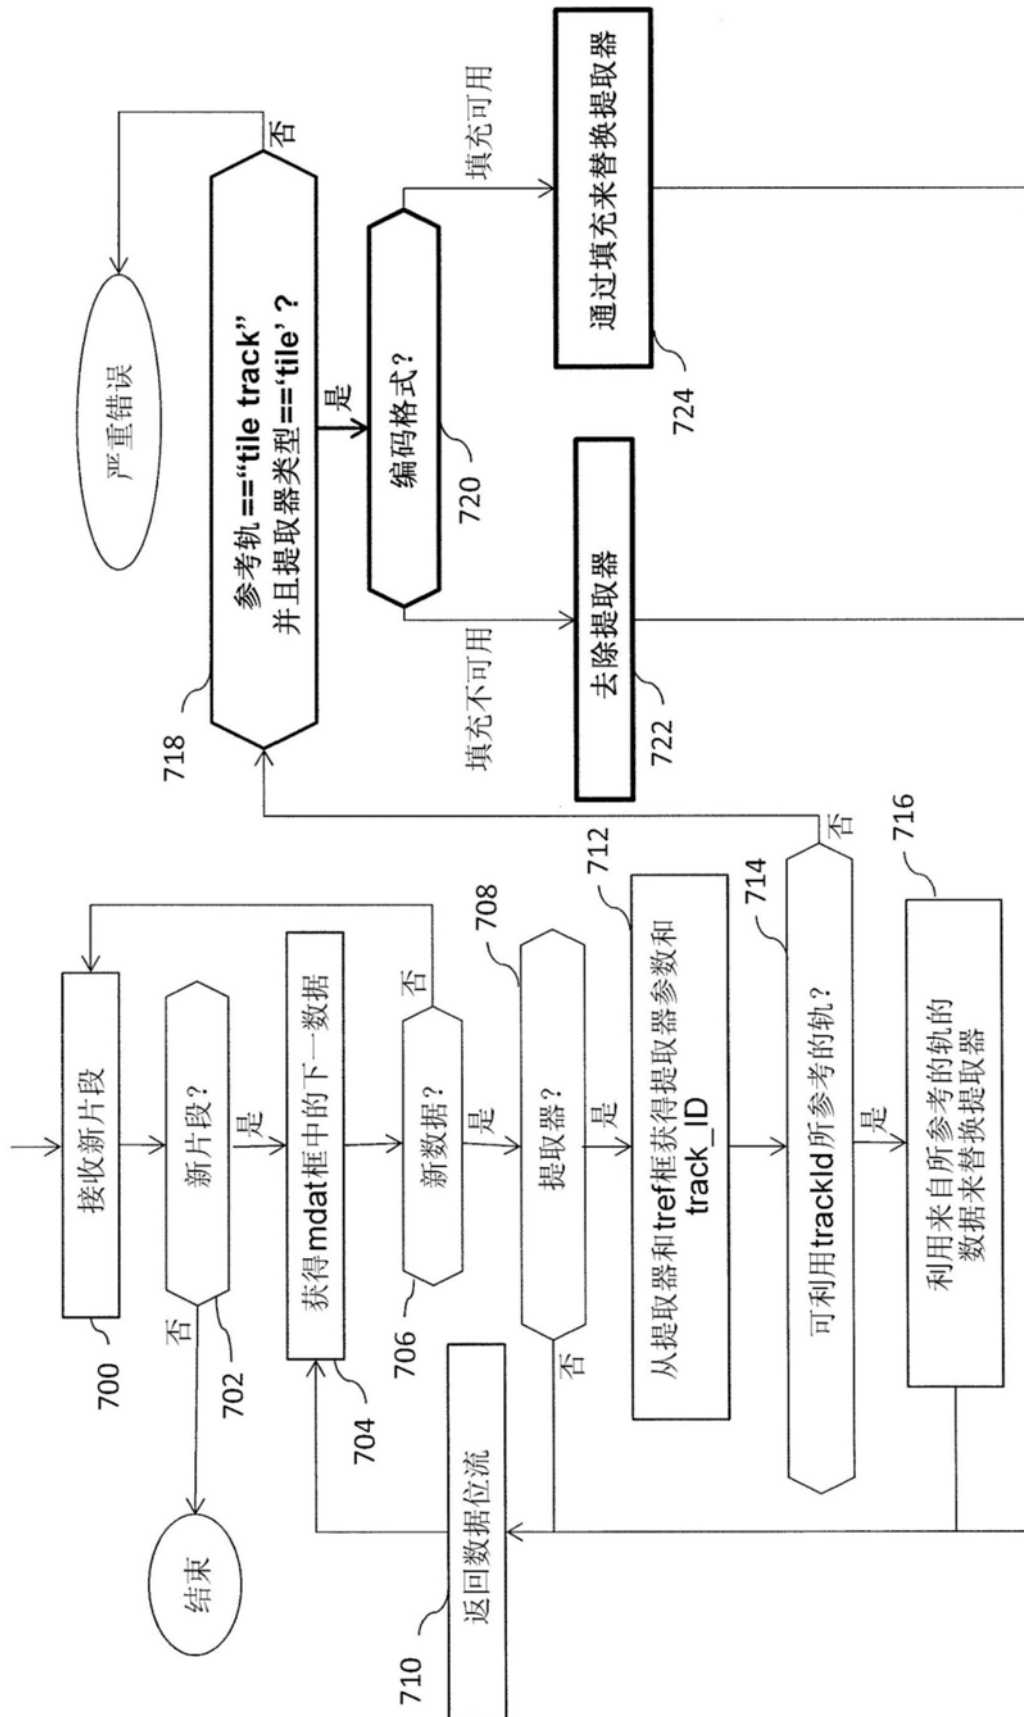 接收新片段
700
新片段？
702
否
结束
是
获得mdat框中的下一数据
704
新数据？
706
否
是
提取器？
708
否
返回数据位流
710
是
从提取器和tref框获得提取器参数和
track_ID
712
可利用trackId所参考的轨？
714
否
是
利用来自所参考的轨的
数据来替换提取器
716
参考轨==“tile track”
并且提取器类型==‘tile’？
718
否
严重错误
是
编码格式？
720
填充不可用
去除提取器
722
填充可用
通过填充来替换提取器
724